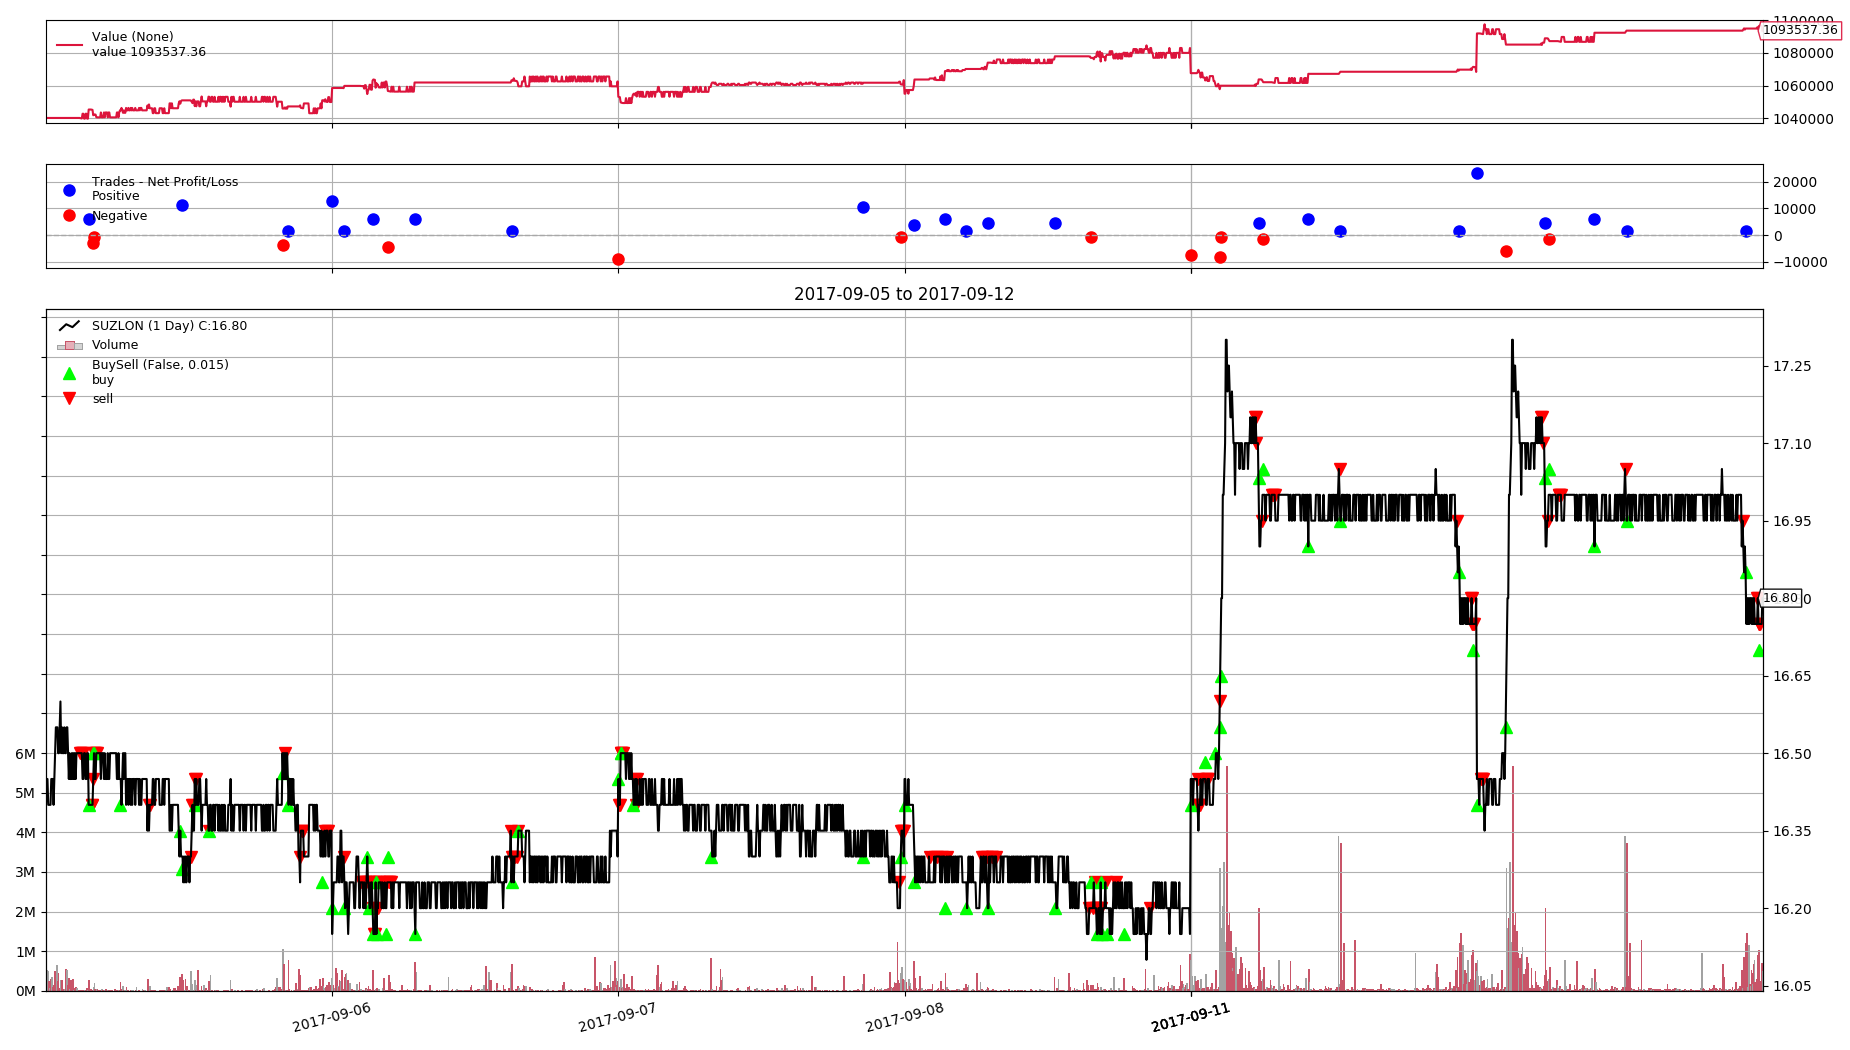 Value (None)
value 1093537.36
1100000
1093537.36
1080000
1060000
1040000
Trades - Net Profit/Loss
Positive
Negative
20000
10000
0
−10000
2017-09-05 to 2017-09-12
SUZLON (1 Day) C:16.80
Volume
BuySell (False, 0.015)
buy
sell
17.25
17.10
16.95
16.80
0
16.65
6M
16.50
5M
4M
16.35
3M
2M
16.20
1M
0M
16.05
2017-09-06
2017-09-07
2017-09-08
2017-09-11